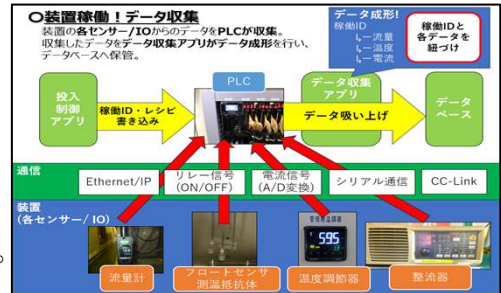 〇装置稼働！データ収集
装置の各センサー/IOからのデータをPLCが収集。
収集したデータをデータ収集アプリがデータ成形を行い、
データベースへ保管。
データ成形！
稼働ID
↳流量
↳温度
↳電流
稼働IDと
各データを
紐づけ
投入
制御
アプリ
稼働ID・レシピ
書き込み
PLC
データ収集
アプリ
データ吸い上げ
データ
ベース
通信
Ethernet/IP
リレー信号
(ON/OFF)
電流信号
(A/D変換)
シリアル通信
CC-Link
装置
(各センサー/IO)
流量計
フロートセンサ
測温抵抗体
595
温度調節器
整流器
。